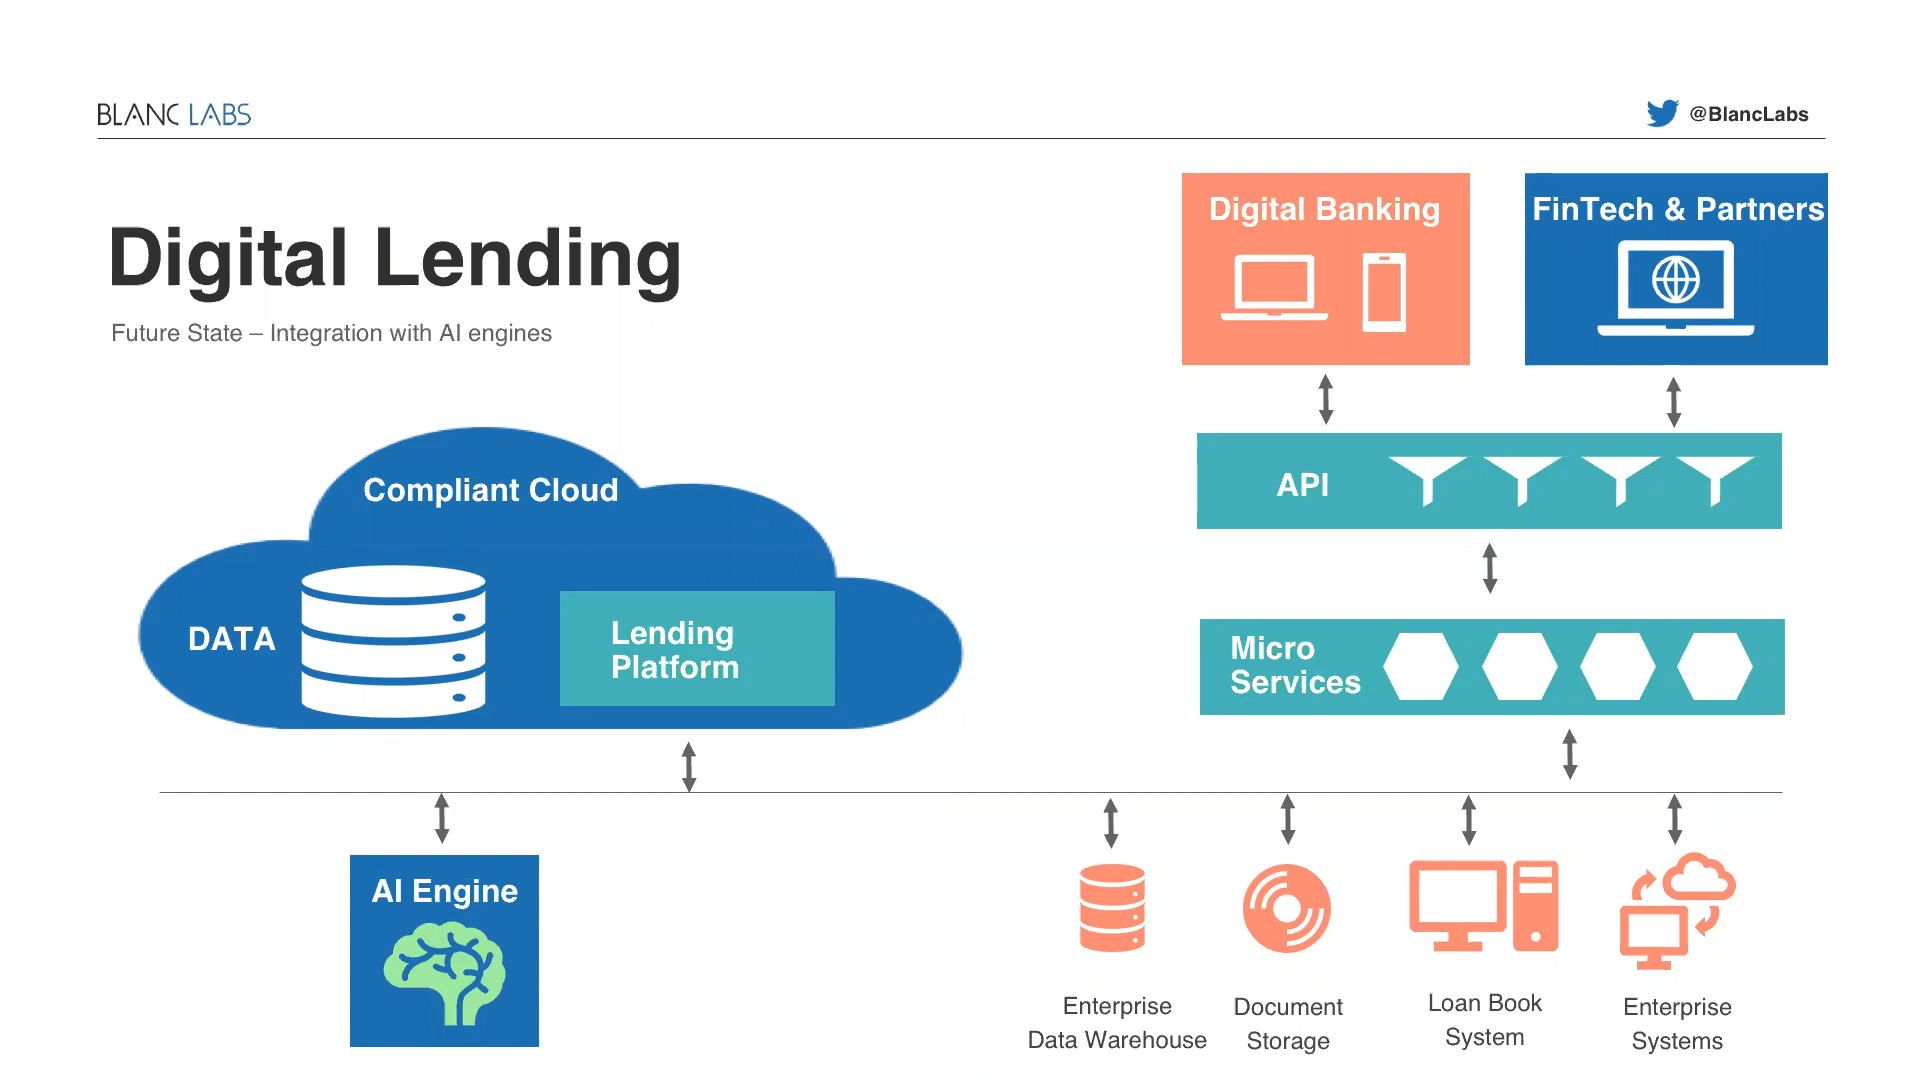 BLANC LABS
@BlancLabs
Digital Lending
Future State – Integration with AI engines
Digital Banking
FinTech & Partners
Compliant Cloud
DATA
Lending
Platform
API
Micro
Services
AI Engine
Enterprise
Data Warehouse
Document
Storage
Loan Book
System
Enterprise
Systems